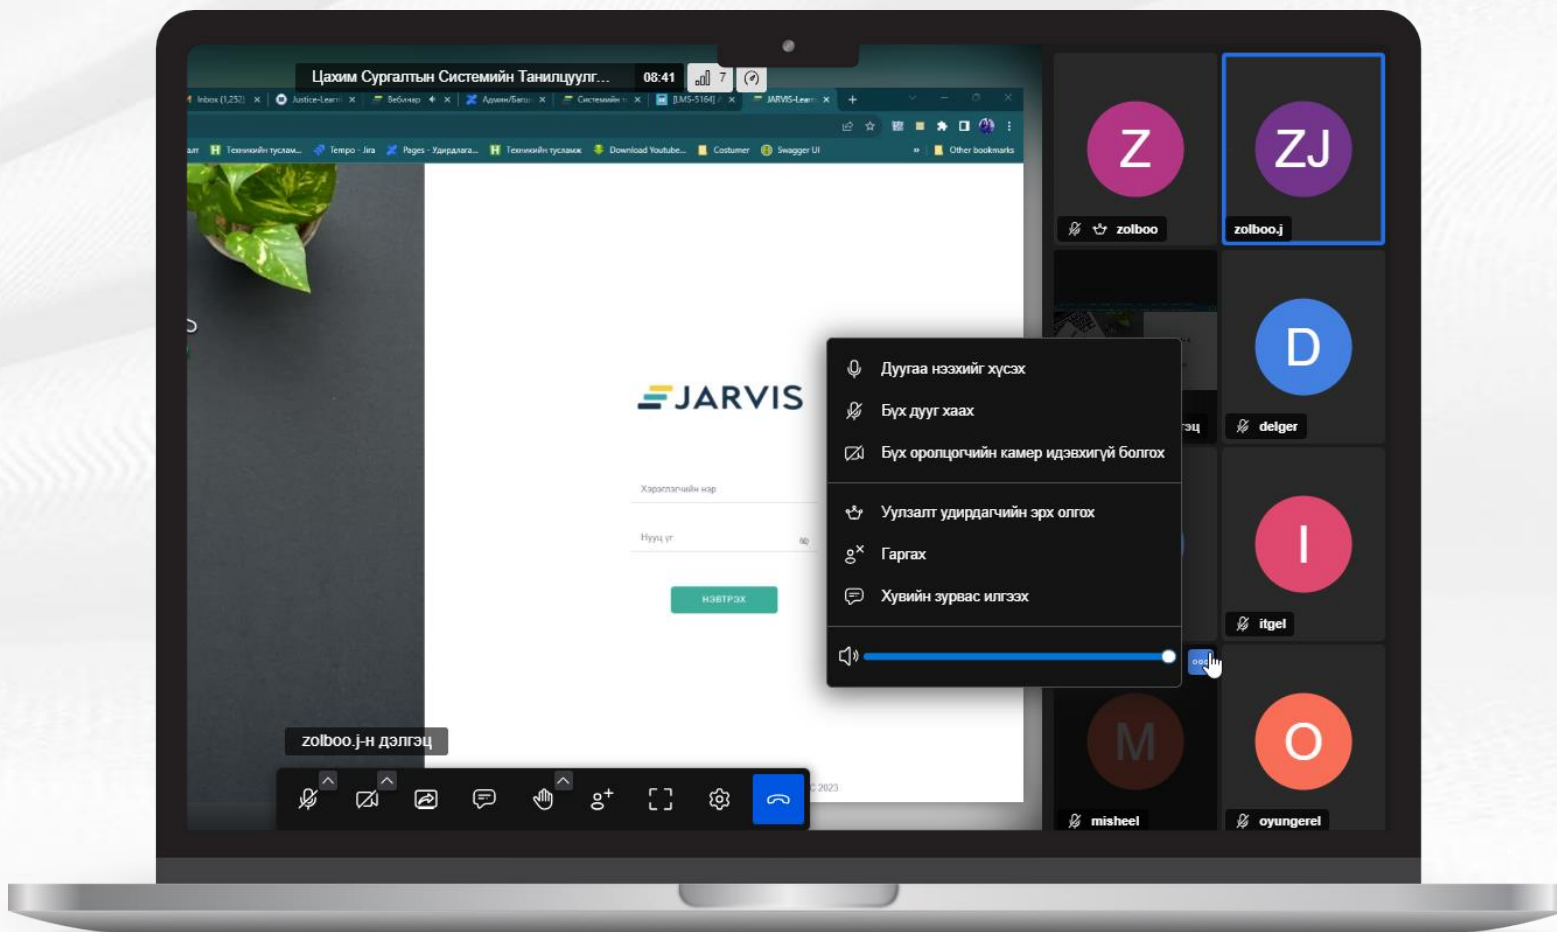 Цахим Сургалтын Системийн Танилцуулг... 08:41 7
Inbox (1,252) Justice-Learni Вебинар Админ/Багш Системийн [LMS-5164] JARVIS-Learn
Техникийн туслам... Tempo - Jira Pages - Удирдлага... Техникийн тусламж Download Youtube... Costumer Swagger UI » Other bookmarks
Z
zolboo
ZJ
zolboo.j
JARVIS
Хэрэглэгчийн нэр
Нууц үг
НЭВТРЭХ
2023
Дуугаа нээхийг хүсэх
Бүх дууг хаах
Бүх оролцогчийн камер идэвхигүй болгох
Уулзалт удирдагчийн эрх олгох
Гаргах
Хувийн зурвас илгээх
D
delger
I
itgel
M
misheel
O
oyungerel
zolboo.j-н дэлгэц